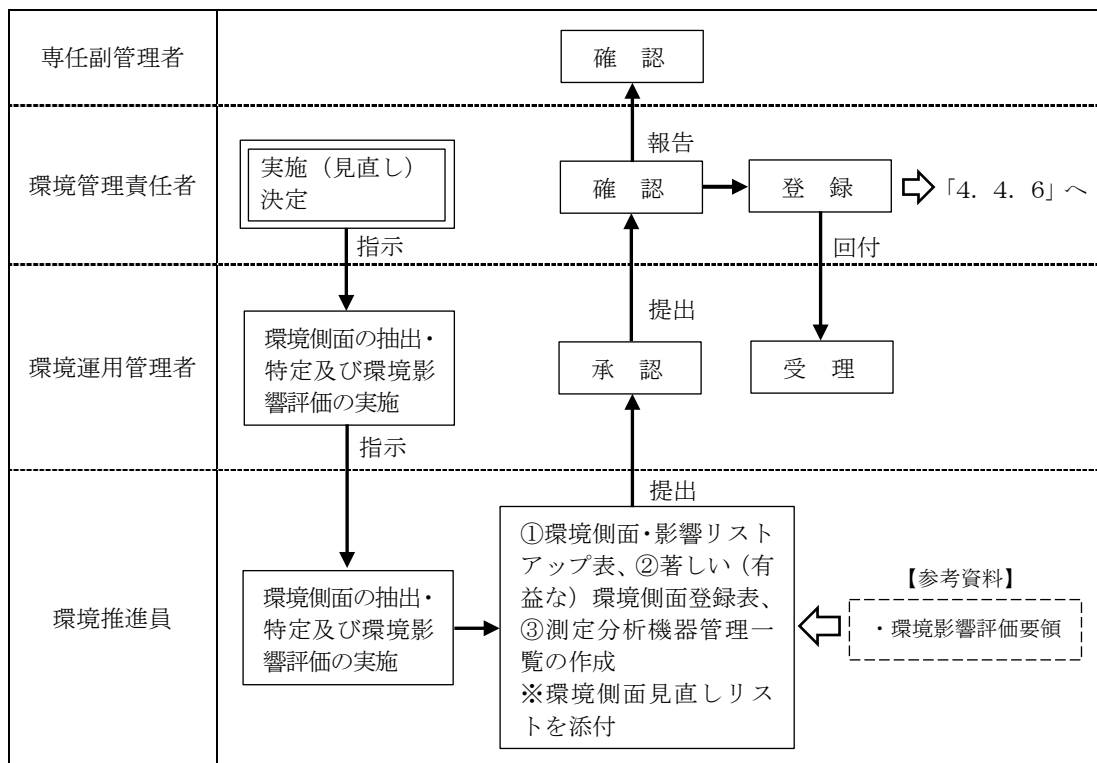 専任副管理者
確　認
環境管理責任者
実施（見直し）
決定
指示
報告
確　認
登　録
「4．4．6」へ
回付
環境運用管理者
環境側面の抽出・
特定及び環境影
響評価の実施
指示
提出
承　認
受　理
環境推進員
環境側面の抽出・
特定及び環境影
響評価の実施
提出
①環境側面・影響リスト
アップ表、②著しい（有
益な）環境側面登録表、
③測定分析機器管理一
覧の作成
※環境側面見直しリス
トを添付
【参考資料】
・環境影響評価要領